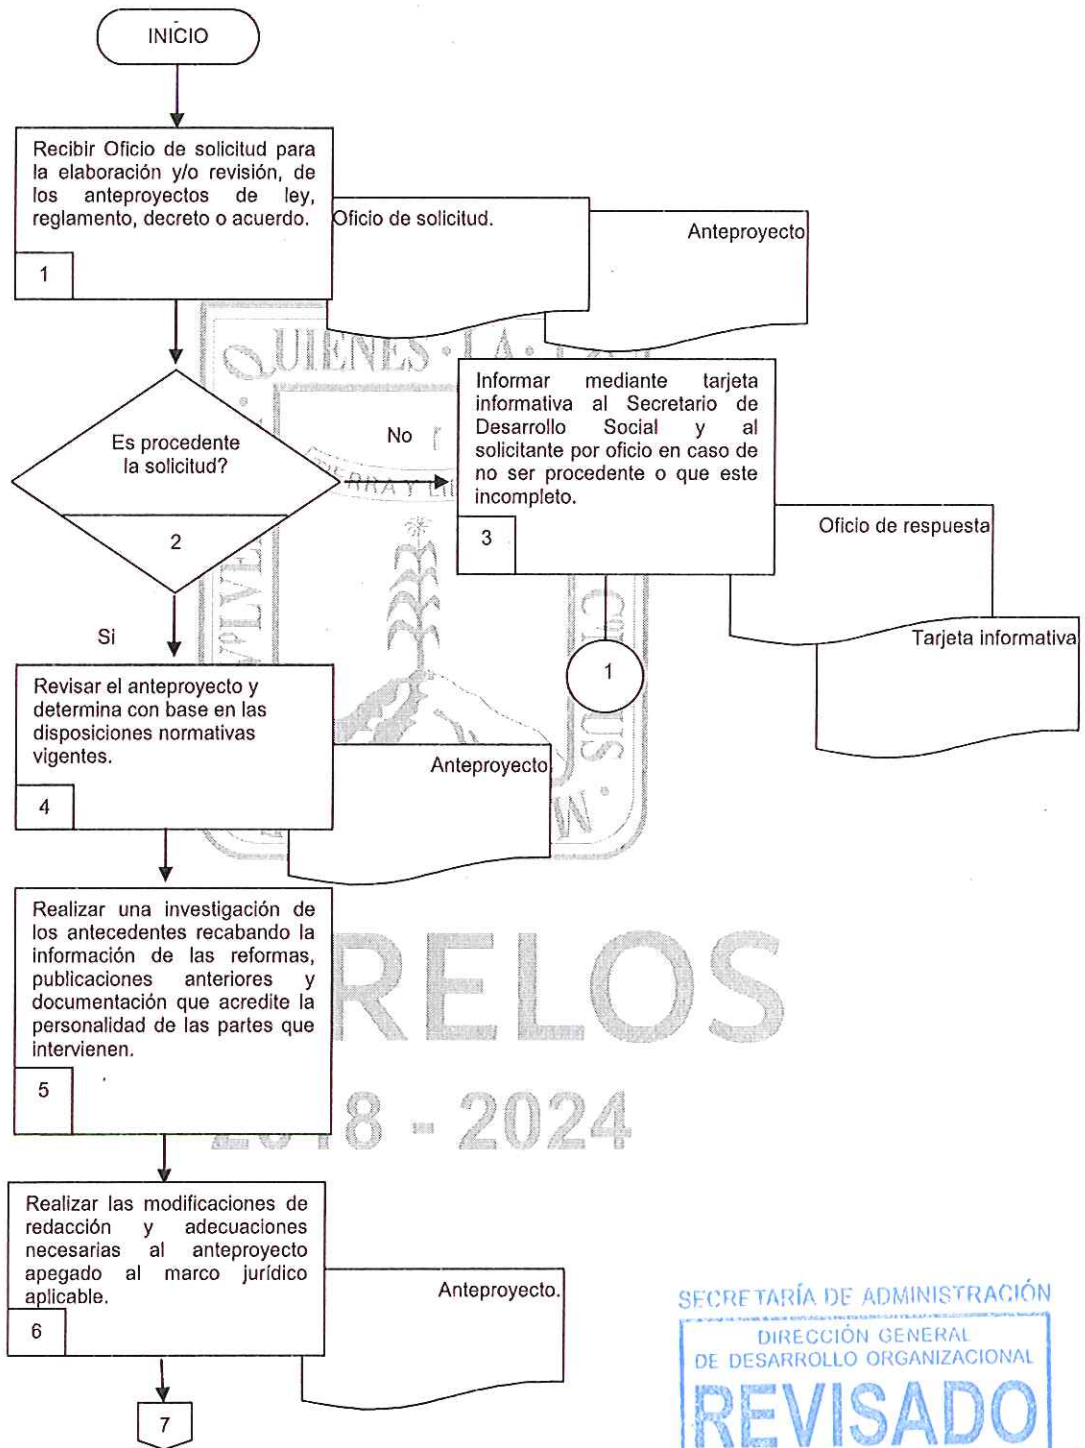 INICIO
Recibir Oficio de solicitud para
la elaboración y/o revisión, de
los anteproyectos de ley,
reglamento, decreto o acuerdo.
1
Oficio de solicitud.
Anteproyecto
QUIENES · LA ·
Es procedente
la solicitud?
2
No
Informar mediante tarjeta
informativa al Secretario de
Desarrollo Social y al
solicitante por oficio en caso de
no ser procedente o que este
incompleto.
3
Oficio de respuesta
Tarjeta informativa
1
Si
Revisar el anteproyecto y
determina con base en las
disposiciones normativas
vigentes.
4
Anteproyecto
Realizar una investigación de
los antecedentes recabando la
información de las reformas,
publicaciones anteriores y
documentación que acredite la
personalidad de las partes que
intervienen.
5
RELOS
2018 - 2024
Realizar las modificaciones de
redacción y adecuaciones
necesarias al anteproyecto
apegado al marco jurídico
aplicable.
6
Anteproyecto.
7
SECRETARÍA DE ADMINISTRACIÓN
DIRECCIÓN GENERAL
DE DESARROLLO ORGANIZACIONAL
REVISADO